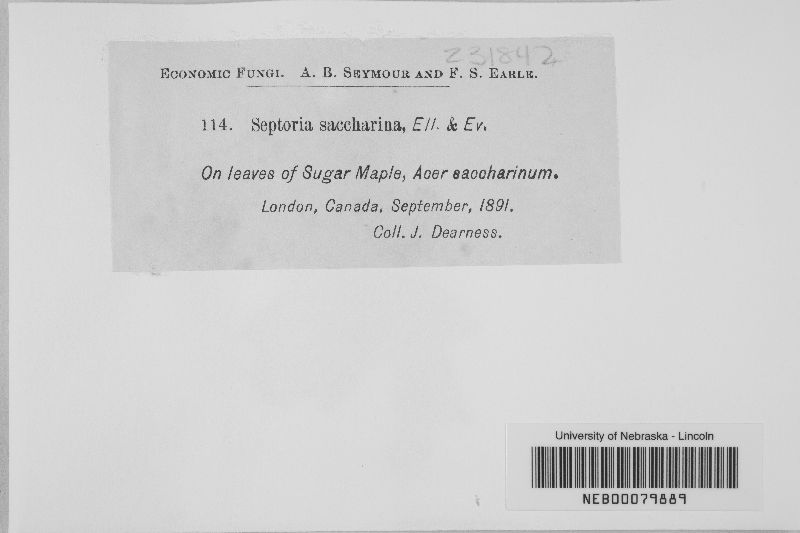 231842
ECONOMIC FUNGI. A. B. SEYMOUR AND F. S. EARLE.
114. Septoria saccharina, Ell. & Ev.
On leaves of Sugar Maple, Acer saccharinum.
London, Canada, September, 1891.
Coll. J. Dearness.
University of Nebraska - Lincoln
NEB00079889